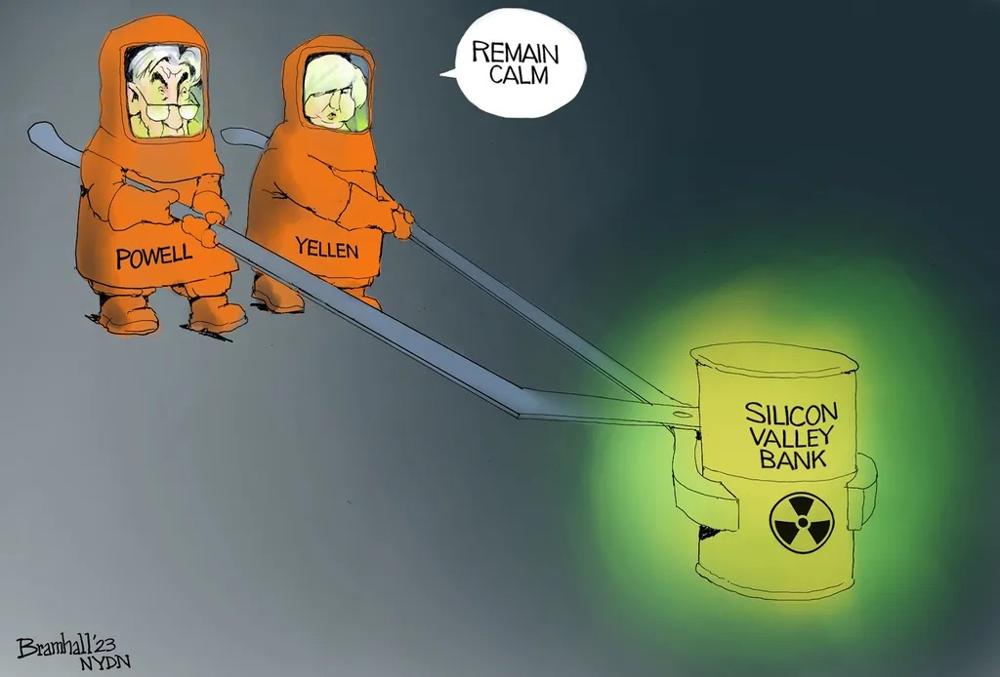 REMAIN
CALM
POWELL
YELLEN
SILICON
VALLEY
BANK
Bramhall '23
NYDN